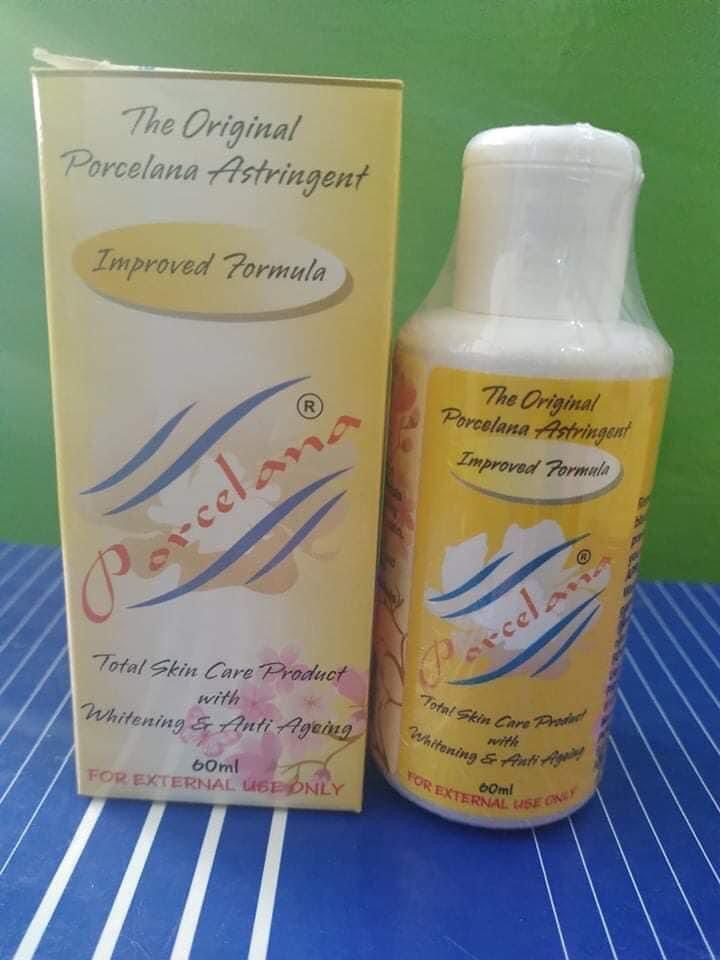 The Original
Porcelana Astringent
Improved Formula
®
Porcelana
Total Skin Care Product
with
Whitening & Anti Ageing
60ml
FOR EXTERNAL USE ONLY
The Original
Porcelana Astringent
Improved Formula
®
Porcelana
Total Skin Care Product
with
Whitening & Anti Ageing
60ml
FOR EXTERNAL USE ONLY